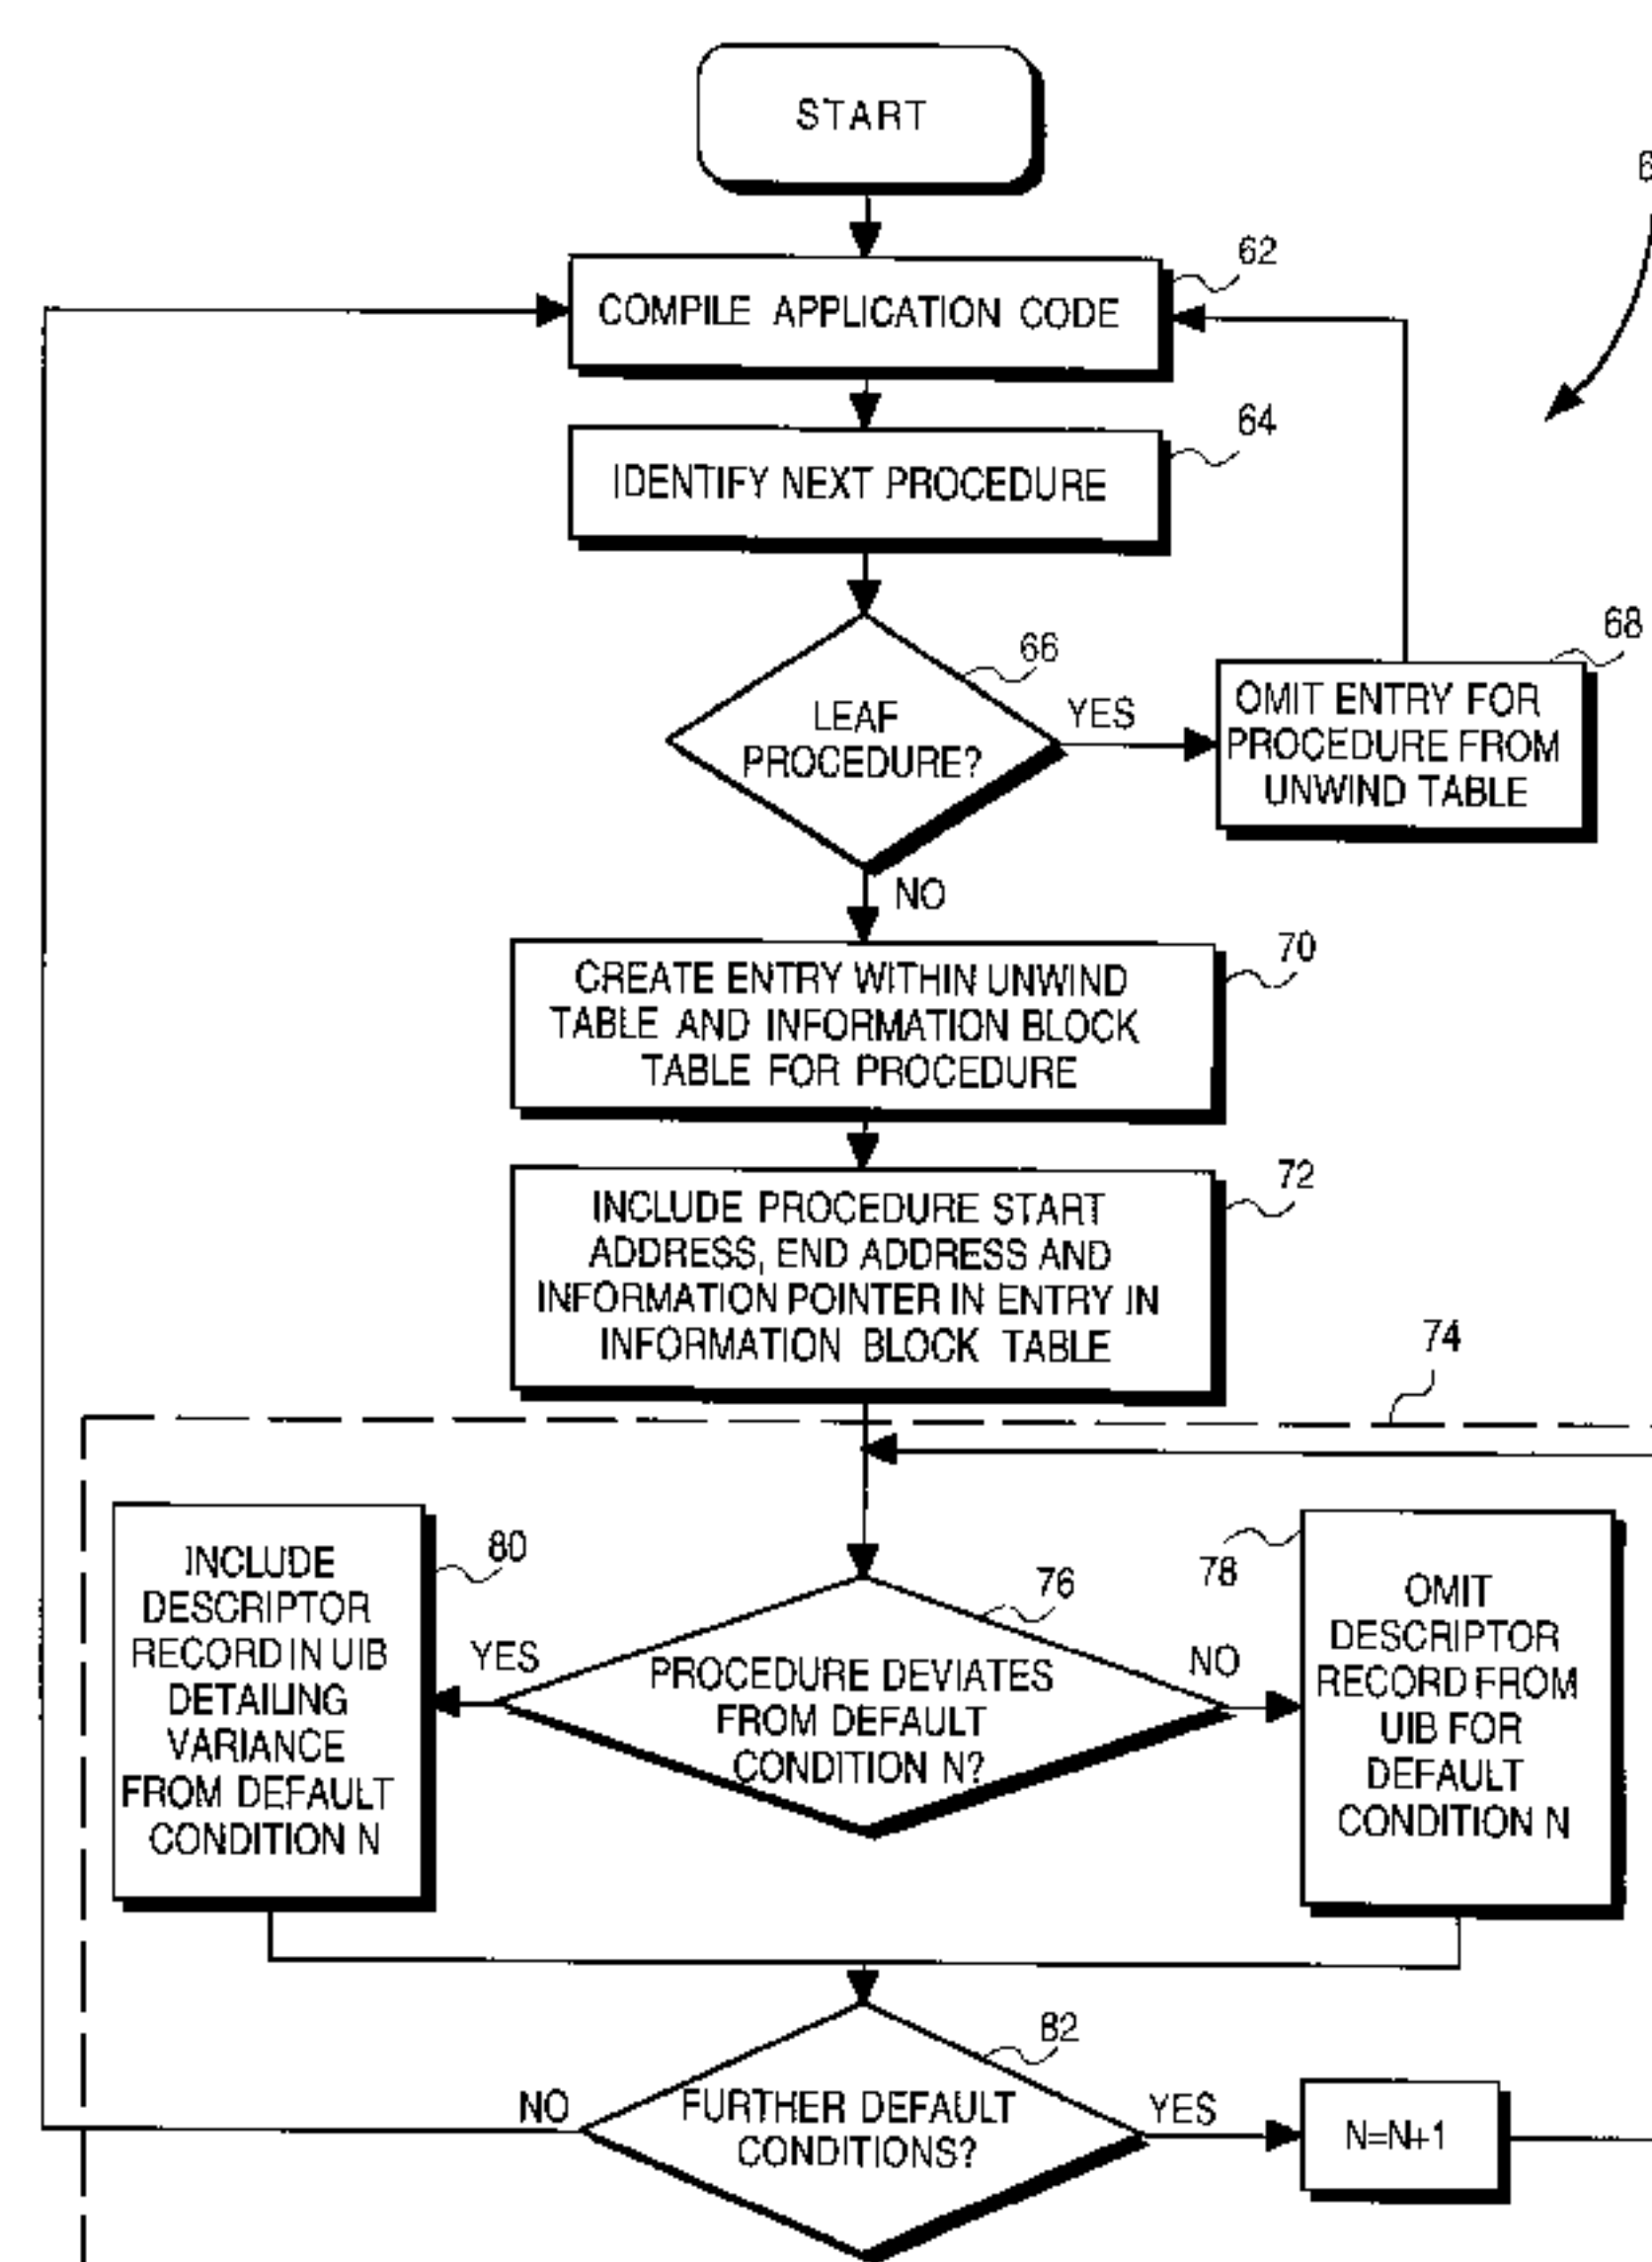 START
6
62
COMPILE APPLICATION CODE
64
IDENTIFY NEXT PROCEDURE
66
LEAF
PROCEDURE?
YES
68
OMIT ENTRY FOR
PROCEDURE FROM
UNWIND TABLE
NO
70
CREATE ENTRY WITHIN UNWIND
TABLE AND INFORMATION BLOCK
TABLE FOR PROCEDURE
72
INCLUDE PROCEDURE START
ADDRESS, END ADDRESS AND
INFORMATION POINTER IN ENTRY IN
INFORMATION BLOCK TABLE
74
80
INCLUDE
DESCRIPTOR
RECORD IN UIB
DETAILING
VARIANCE
FROM DEFAULT
CONDITION N
YES
76
PROCEDURE DEVIATES
FROM DEFAULT
CONDITION N?
NO
78
OMIT
DESCRIPTOR
RECORD FROM
UIB FOR
DEFAULT
CONDITION N
82
NO
FURTHER DEFAULT
CONDITIONS?
YES
N=N+1